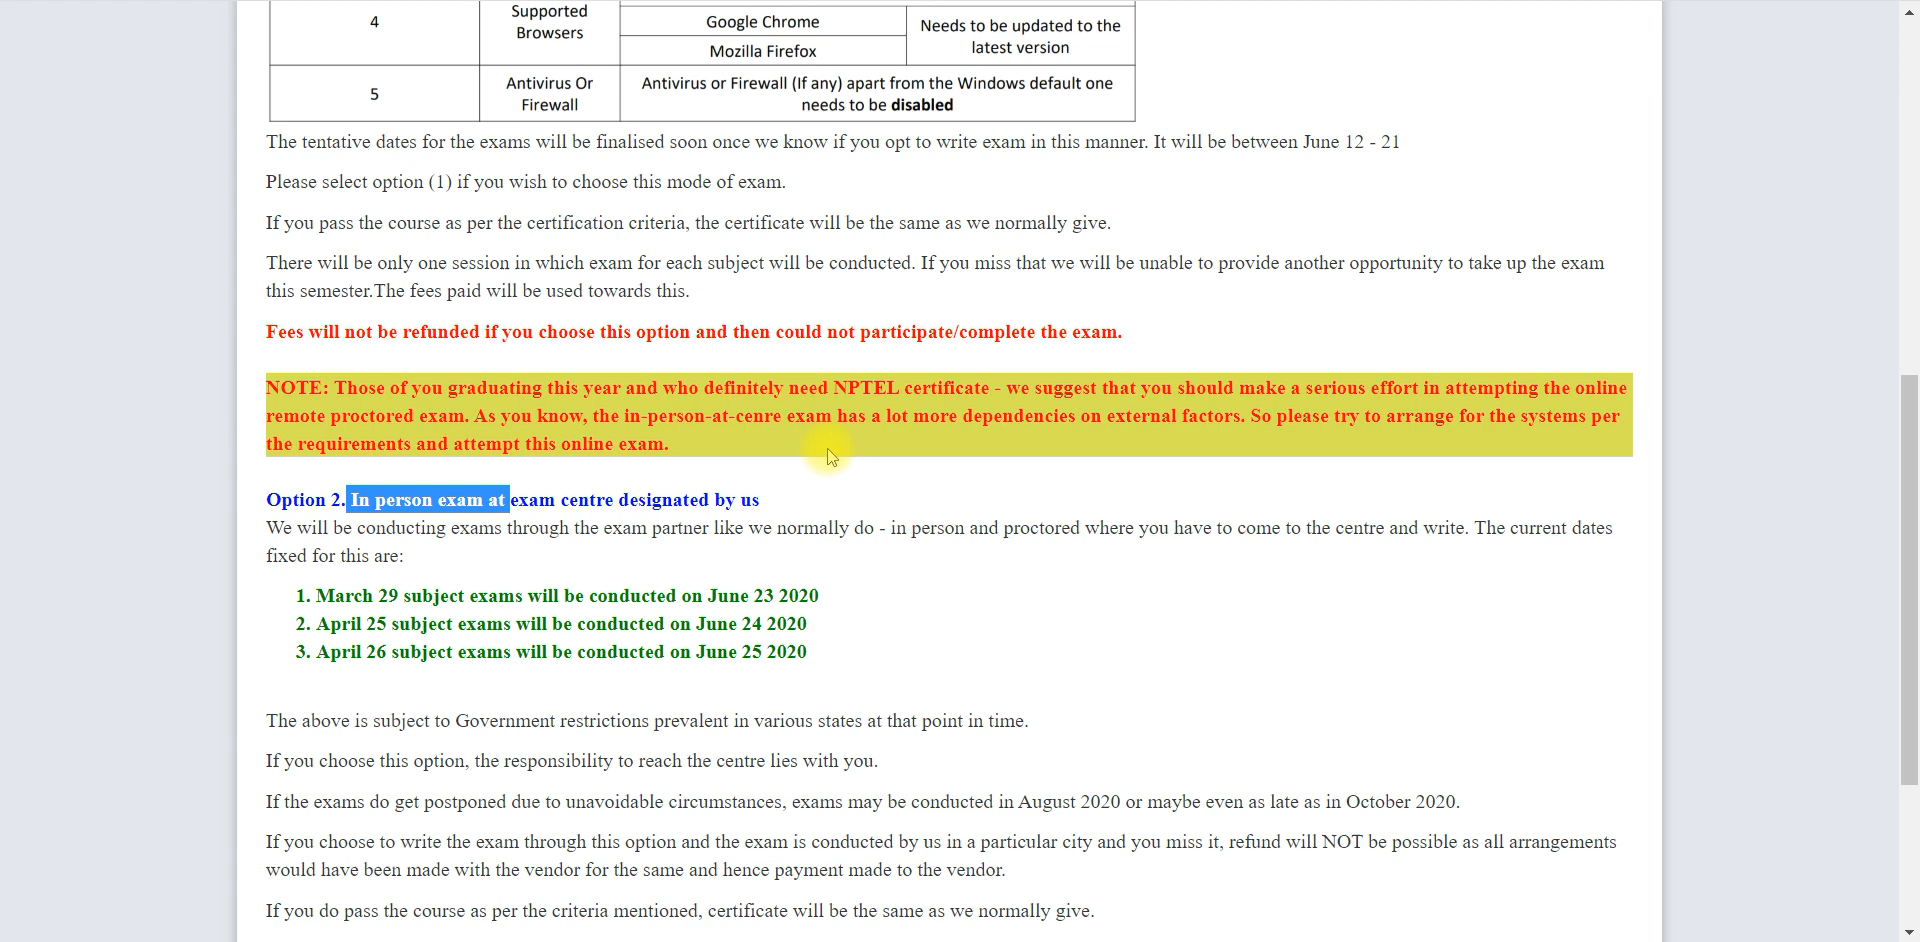 4
Supported
Browsers
Google Chrome
Mozilla Firefox
Needs to be updated to the
latest version
5
Antivirus Or
Firewall
Antivirus or Firewall (If any) apart from the Windows default one
needs to be disabled
The tentative dates for the exams will be finalised soon once we know if you opt to write exam in this manner. It will be between June 12 - 21
Please select option (1) if you wish to choose this mode of exam.
If you pass the course as per the certification criteria, the certificate will be the same as we normally give.
There will be only one session in which exam for each subject will be conducted. If you miss that we will be unable to provide another opportunity to take up the exam
this semester.The fees paid will be used towards this.
Fees will not be refunded if you choose this option and then could not participate/complete the exam.
NOTE: Those of you graduating this year and who definitely need NPTEL certificate - we suggest that you should make a serious effort in attempting the online
remote proctored exam. As you know, the in-person-at-cenre exam has a lot more dependencies on external factors. So please try to arrange for the systems per
the requirements and attempt this online exam.
Option 2. In person exam at exam centre designated by us
We will be conducting exams through the exam partner like we normally do - in person and proctored where you have to come to the centre and write. The current dates
fixed for this are:
1. March 29 subject exams will be conducted on June 23 2020
2. April 25 subject exams will be conducted on June 24 2020
3. April 26 subject exams will be conducted on June 25 2020
The above is subject to Government restrictions prevalent in various states at that point in time.
If you choose this option, the responsibility to reach the centre lies with you.
If the exams do get postponed due to unavoidable circumstances, exams may be conducted in August 2020 or maybe even as late as in October 2020.
If you choose to write the exam through this option and the exam is conducted by us in a particular city and you miss it, refund will NOT be possible as all arrangements
would have been made with the vendor for the same and hence payment made to the vendor.
If you do pass the course as per the criteria mentioned, certificate will be the same as we normally give.